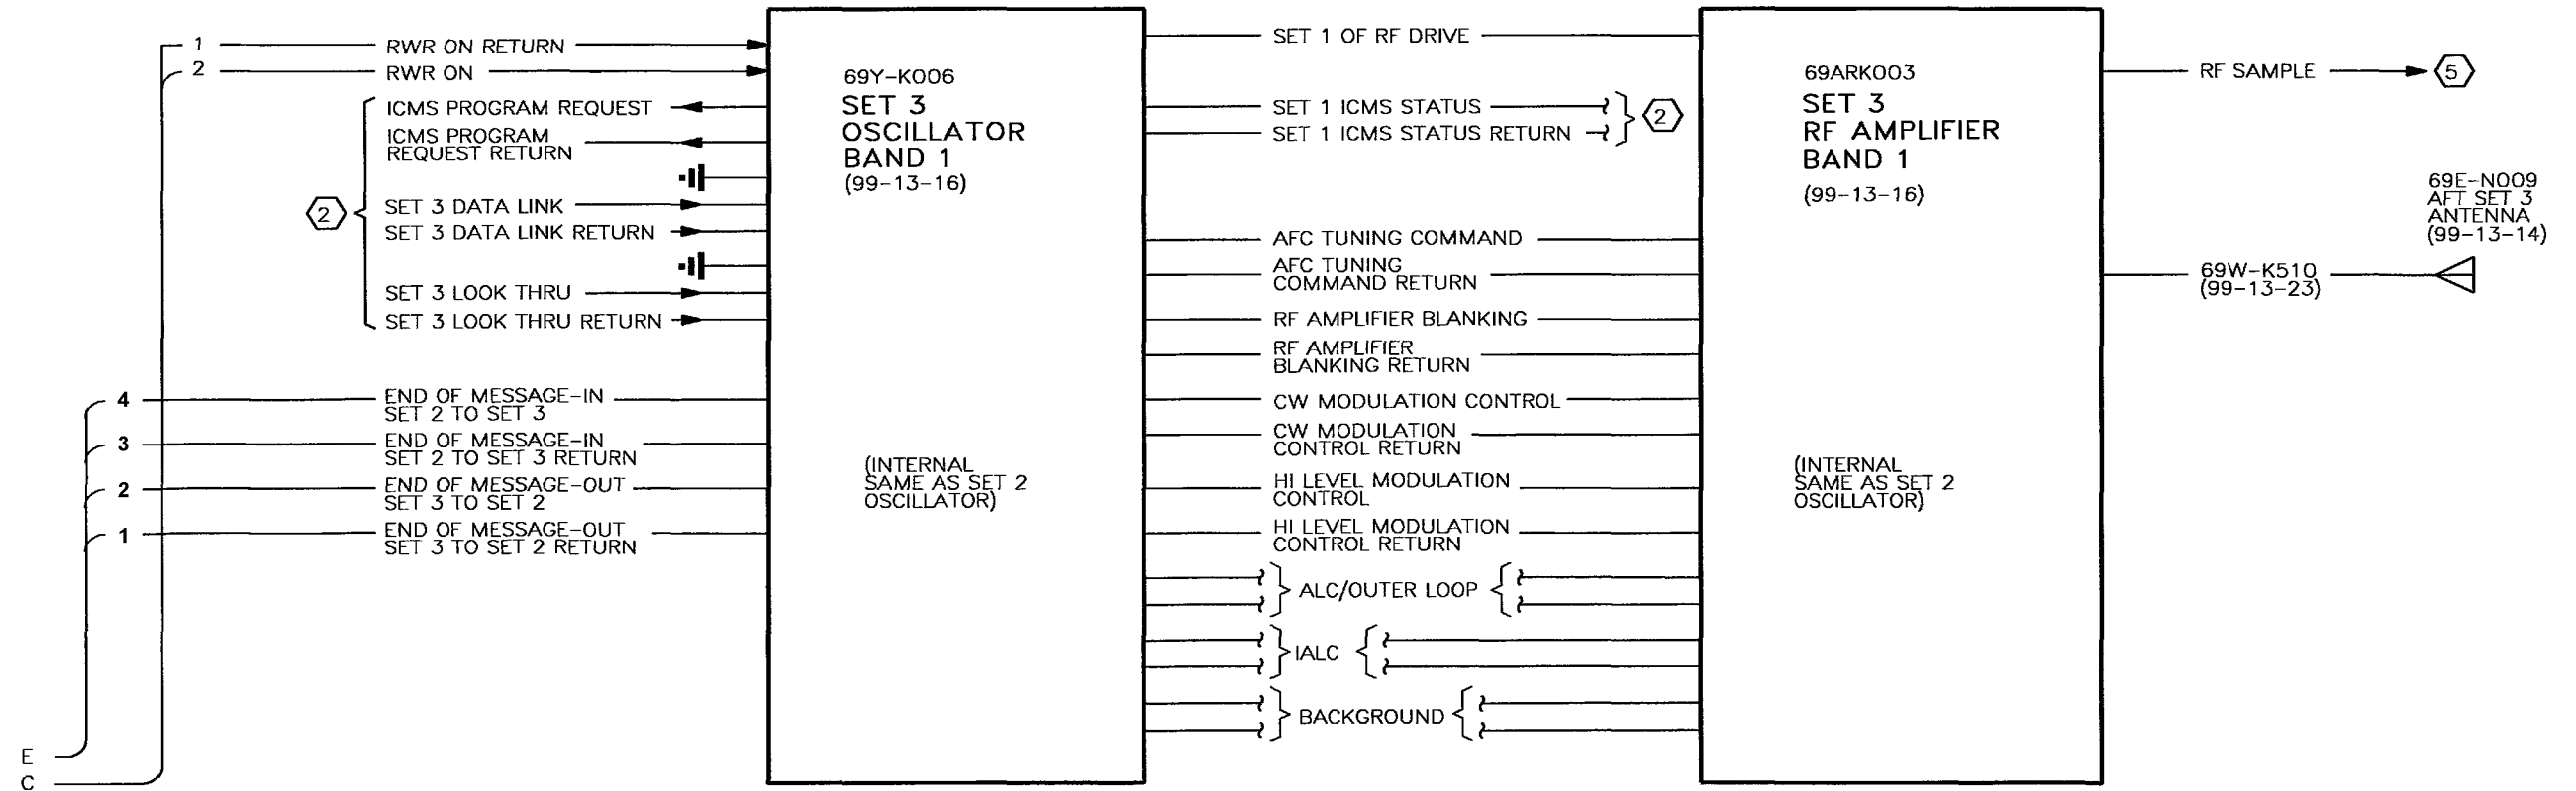 1 RWR ON RETURN
2 RWR ON
ICMS PROGRAM REQUEST
ICMS PROGRAM
REQUEST RETURN
2
SET 3 DATA LINK
SET 3 DATA LINK RETURN
SET 3 LOOK THRU
SET 3 LOOK THRU RETURN
4 END OF MESSAGE-IN
SET 2 TO SET 3
3 END OF MESSAGE-IN
SET 2 TO SET 3 RETURN
2 END OF MESSAGE-OUT
SET 3 TO SET 2
1 END OF MESSAGE-OUT
SET 3 TO SET 2 RETURN
E
C
69Y-K006
SET 3
OSCILLATOR
BAND 1
(99-13-16)
(INTERNAL
SAME AS SET 2
OSCILLATOR)
SET 1 OF RF DRIVE
SET 1 ICMS STATUS
SET 1 ICMS STATUS RETURN
2
AFC TUNING COMMAND
AFC TUNING
COMMAND RETURN
RF AMPLIFIER BLANKING
RF AMPLIFIER
BLANKING RETURN
CW MODULATION CONTROL
CW MODULATION
CONTROL RETURN
HI LEVEL MODULATION
CONTROL
HI LEVEL MODULATION
CONTROL RETURN
ALC/OUTER LOOP
IALC
BACKGROUND
69ARK003
SET 3
RF AMPLIFIER
BAND 1
(99-13-16)
(INTERNAL
SAME AS SET 2
OSCILLATOR)
RF SAMPLE
5
69E-N009
AFT SET 3
ANTENNA
(99-13-14)
69W-K510
(99-13-23)